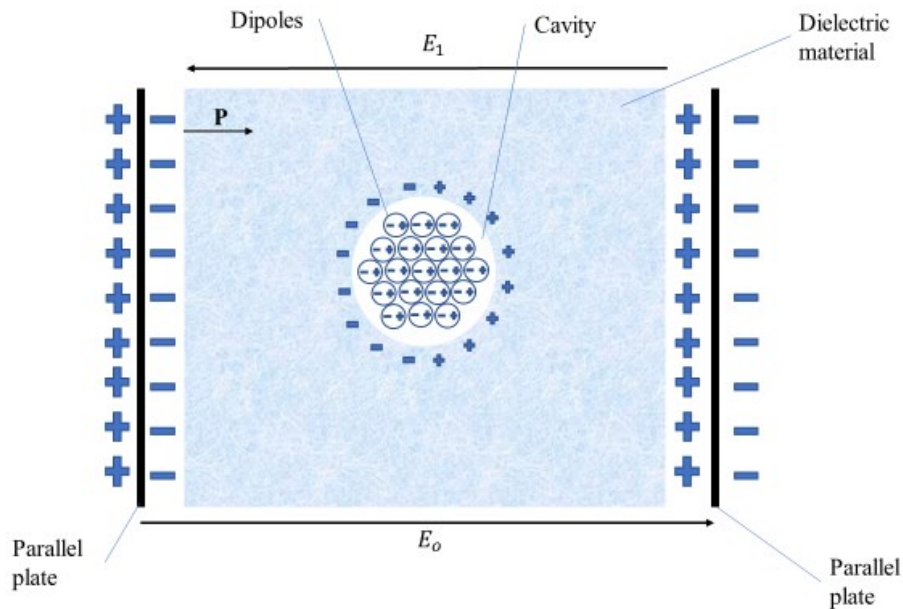 Dipoles
Cavity
Dielectric
material
E₁
P
Eₒ
Parallel
plate
Parallel
plate